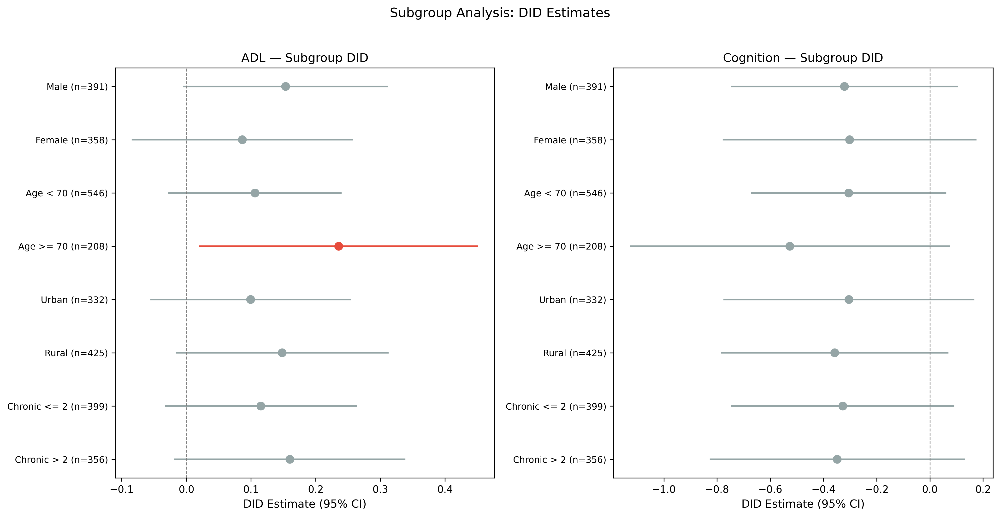 Subgroup Analysis: DID Estimates
ADL — Subgroup DID
Male (n=391)
Female (n=358)
Age < 70 (n=546)
Age >= 70 (n=208)
Urban (n=332)
Rural (n=425)
Chronic <= 2 (n=399)
Chronic > 2 (n=356)
−0.1 0.0 0.1 0.2 0.3 0.4
DID Estimate (95% CI)
Cognition — Subgroup DID
Male (n=391)
Female (n=358)
Age < 70 (n=546)
Age >= 70 (n=208)
Urban (n=332)
Rural (n=425)
Chronic <= 2 (n=399)
Chronic > 2 (n=356)
−1.0 −0.8 −0.6 −0.4 −0.2 0.0 0.2
DID Estimate (95% CI)